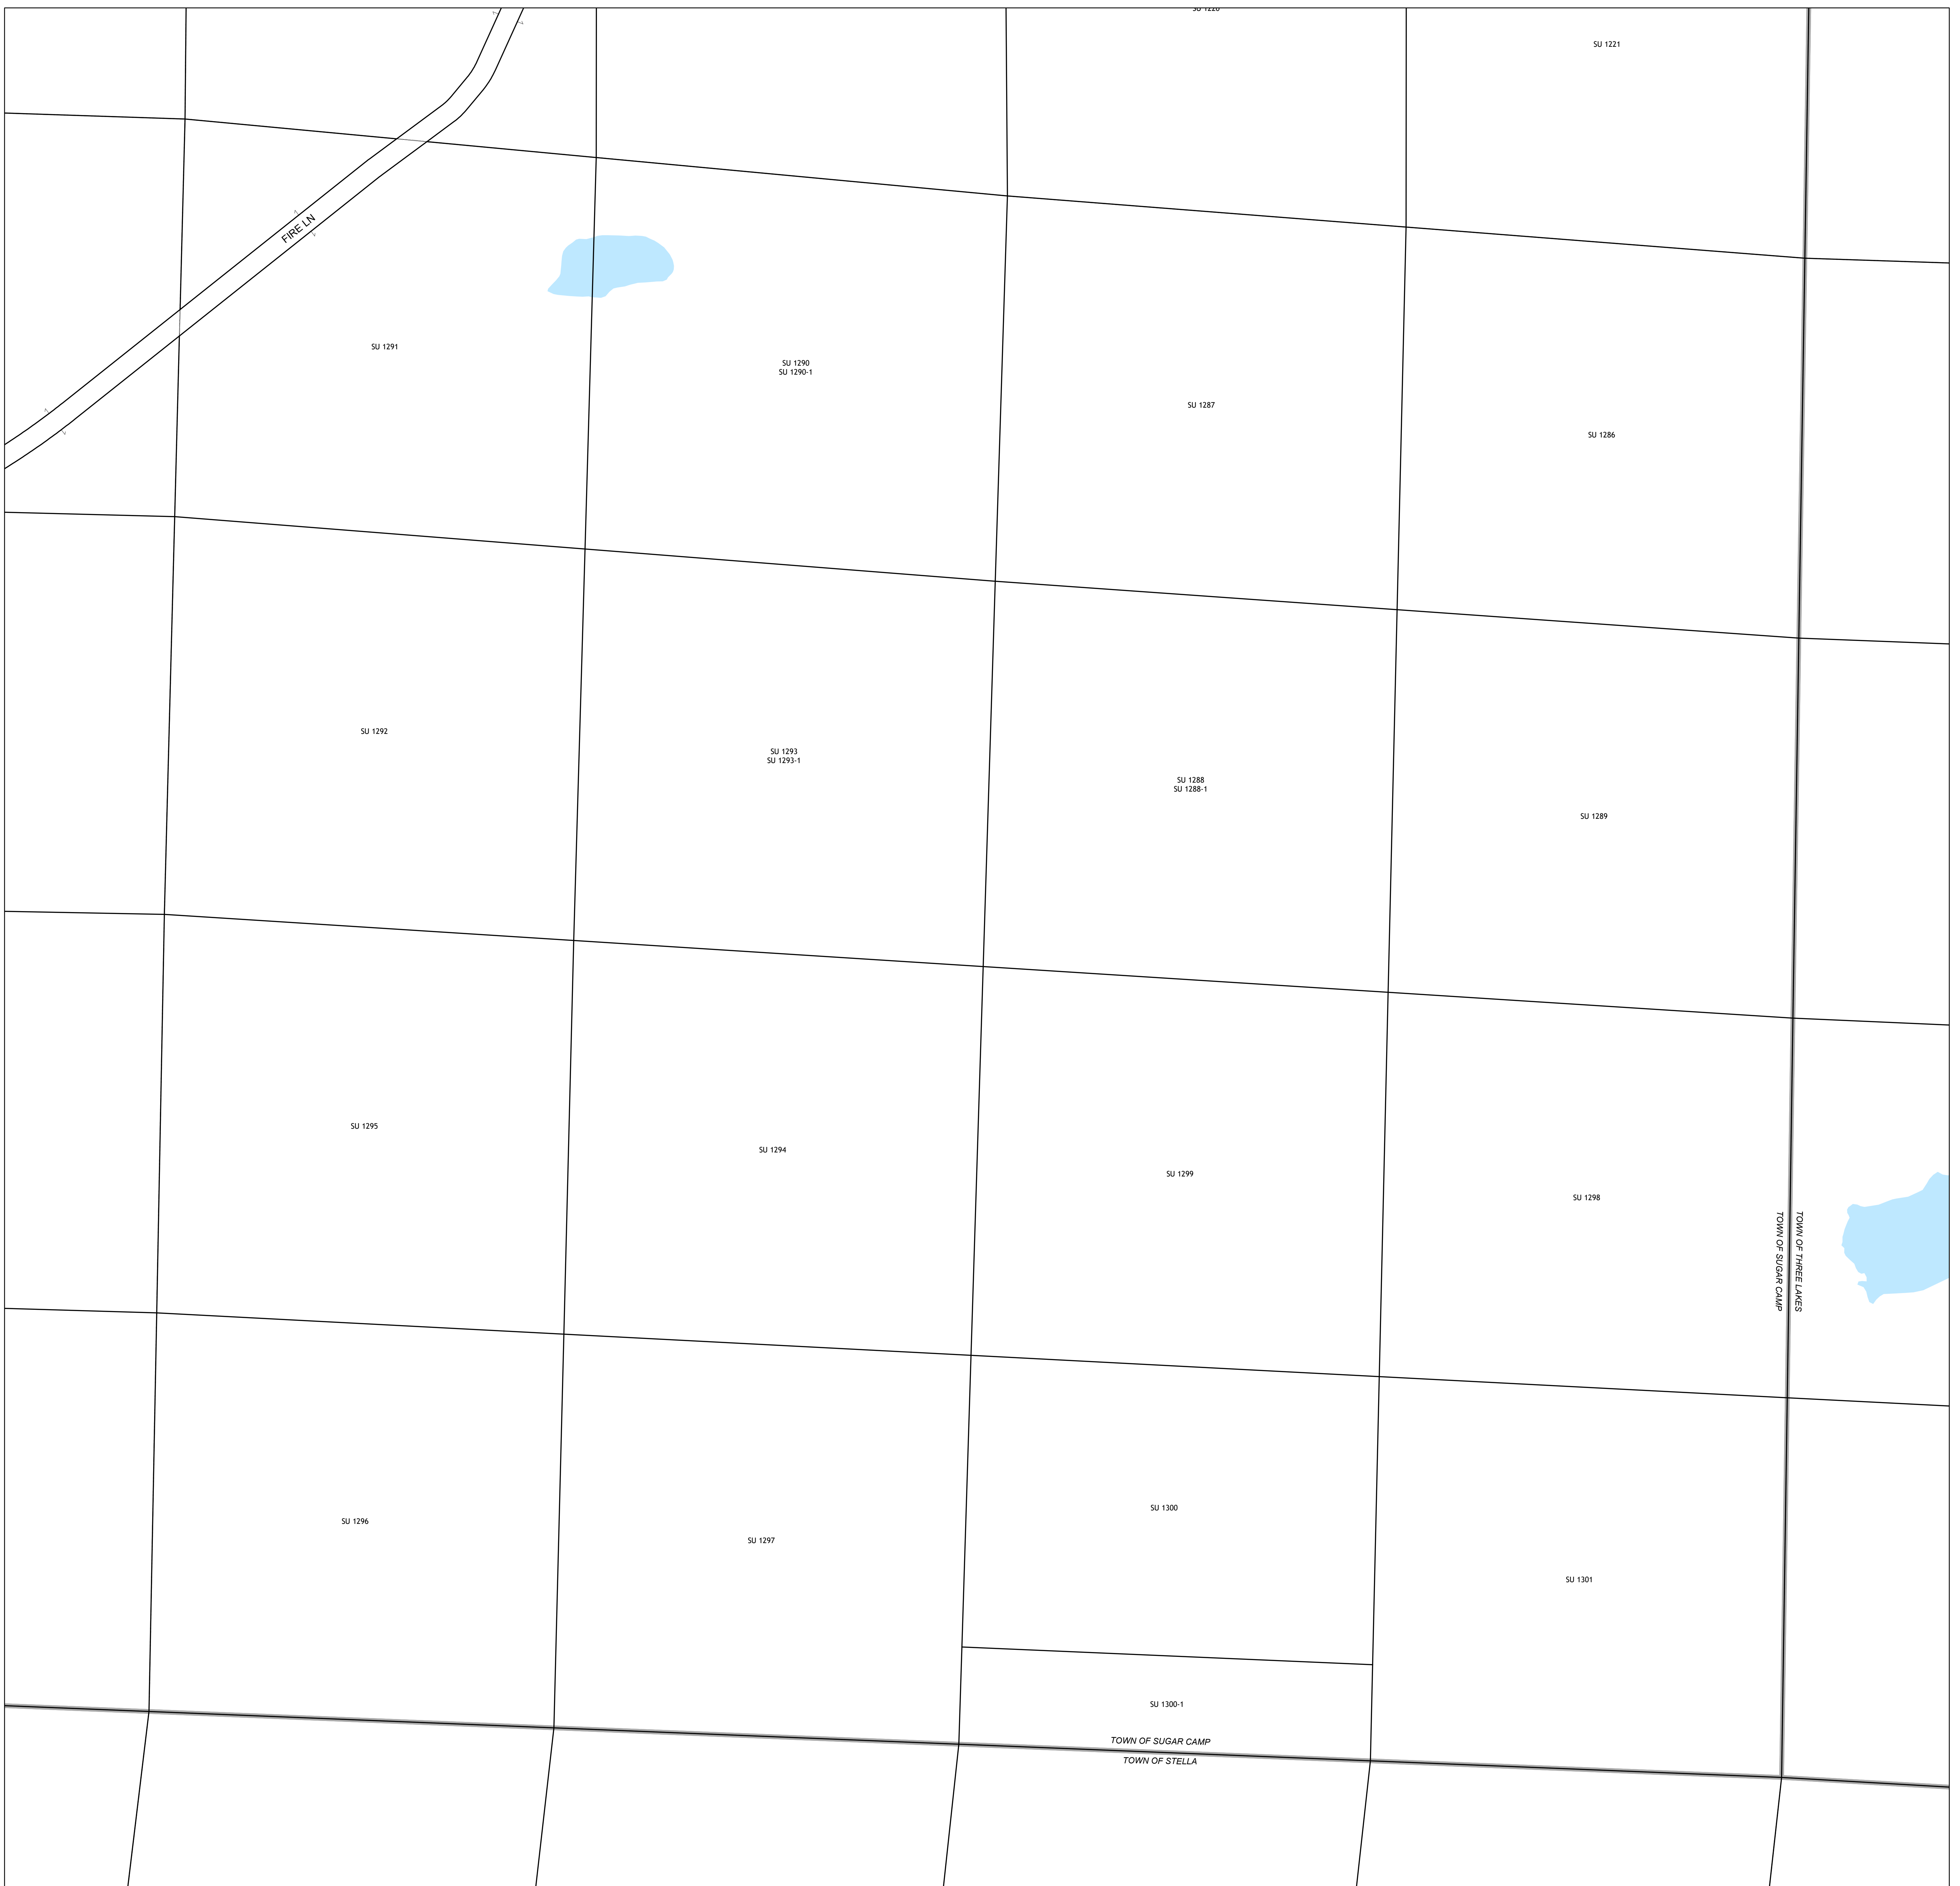 SU 1221
FIRE LN
SU 1291
SU 1290
SU 1290-1
SU 1287
SU 1286
SU 1292
SU 1293
SU 1293-1
SU 1288
SU 1288-1
SU 1289
SU 1295
SU 1294
SU 1299
SU 1298
TOWN OF SUGAR CAMP
TOWN OF THREE LAKES
SU 1296
SU 1297
SU 1300
SU 1301
SU 1300-1
TOWN OF SUGAR CAMP
TOWN OF STELLA